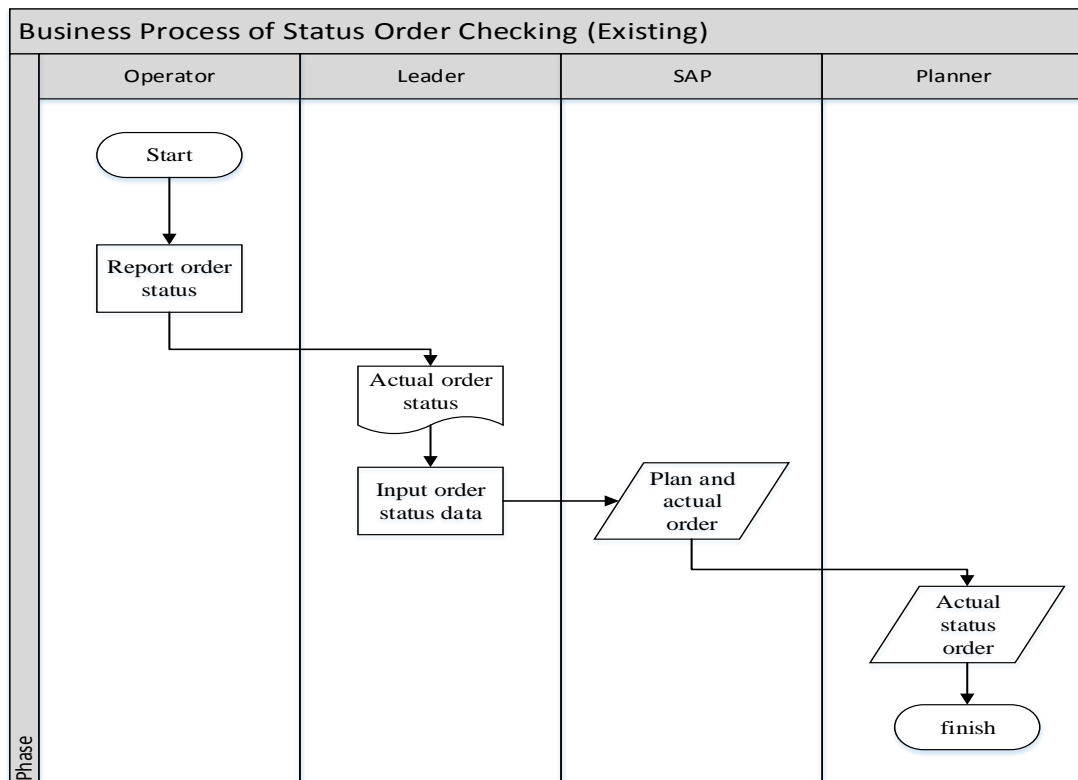 Business Process of Status Order Checking (Existing)
Operator
Leader
SAP
Planner
Start
Report order
status
Actual order
status
Input order
status data
Plan and
actual
order
Actual
status
order
finish
Phase